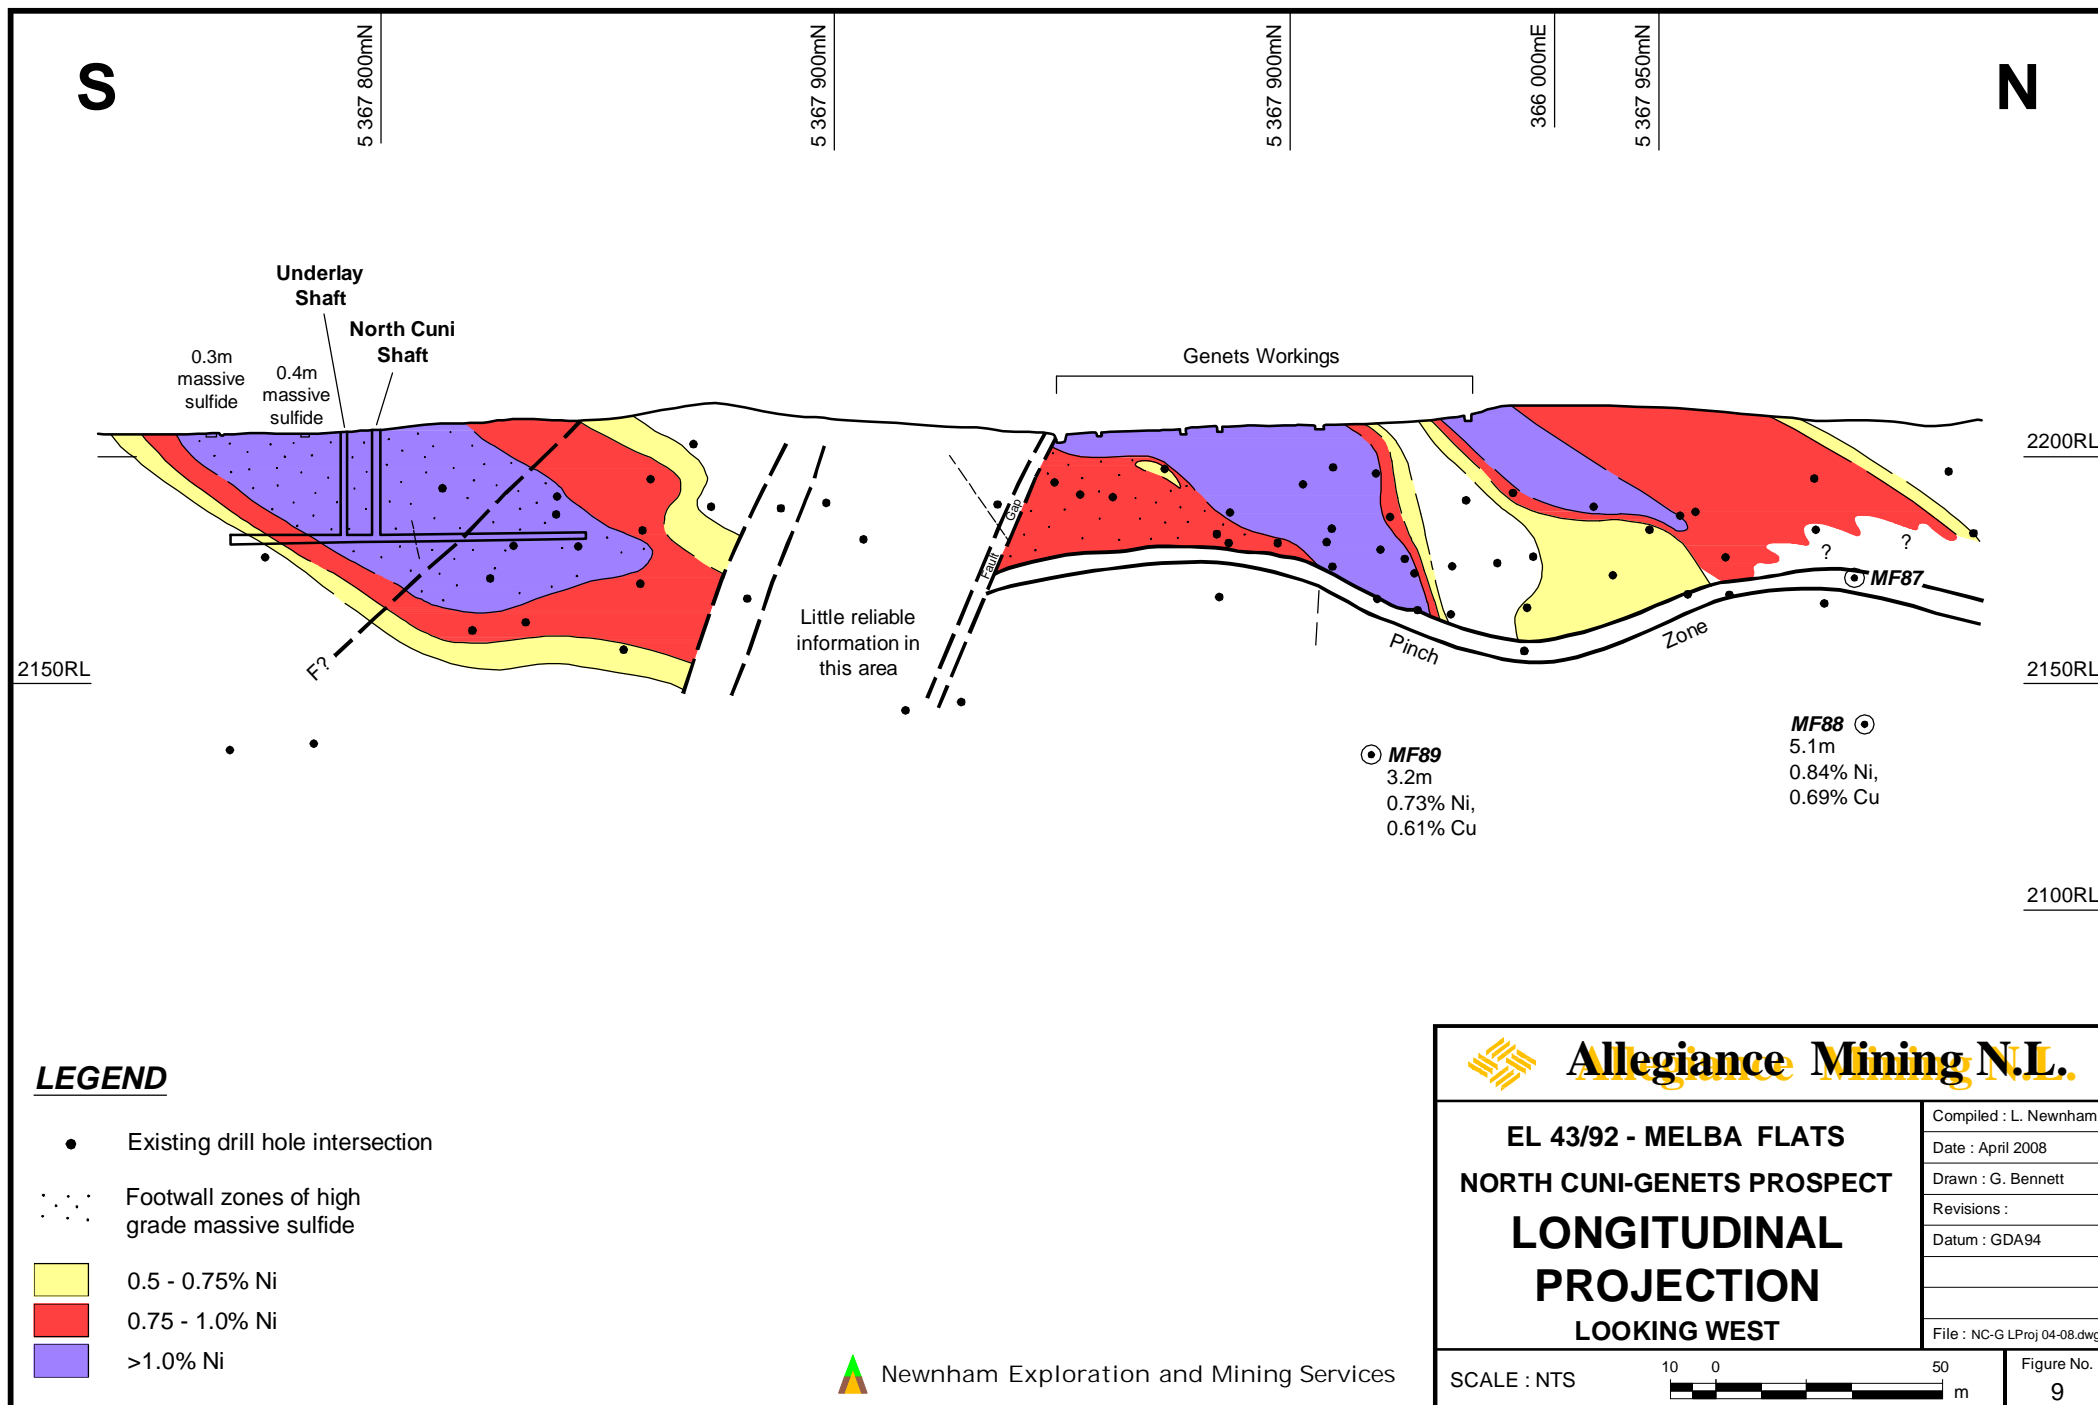 S
5 367 800mN
5 367 900mN
5 367 900mN
366 000mE
5 367 950mN
N
Underlay
Shaft
North Cuni
Shaft
0.3m
massive
sulfide
0.4m
massive
sulfide
Genets Workings
2200RL
Gap
Fault
F?
Little reliable
information in
this area
?
?
MF87
Pinch
Zone
2150RL
2150RL
MF89
3.2m
0.73% Ni,
0.61% Cu
MF88
5.1m
0.84% Ni,
0.69% Cu
2100RL
LEGEND
Existing drill hole intersection
Footwall zones of high
grade massive sulfide
0.5 - 0.75% Ni
0.75 - 1.0% Ni
>1.0% Ni
Newnham Exploration and Mining Services
Allegiance Mining N.L.
EL 43/92 - MELBA FLATS
NORTH CUNI-GENETS PROSPECT
LONGITUDINAL
PROJECTION
LOOKING WEST
Compiled : L. Newnham
Date : April 2008
Drawn : G. Bennett
Revisions :
Datum : GDA94
File : NC-G LProj 04-08.dwg
SCALE : NTS
10 0 50
m
Figure No.
9